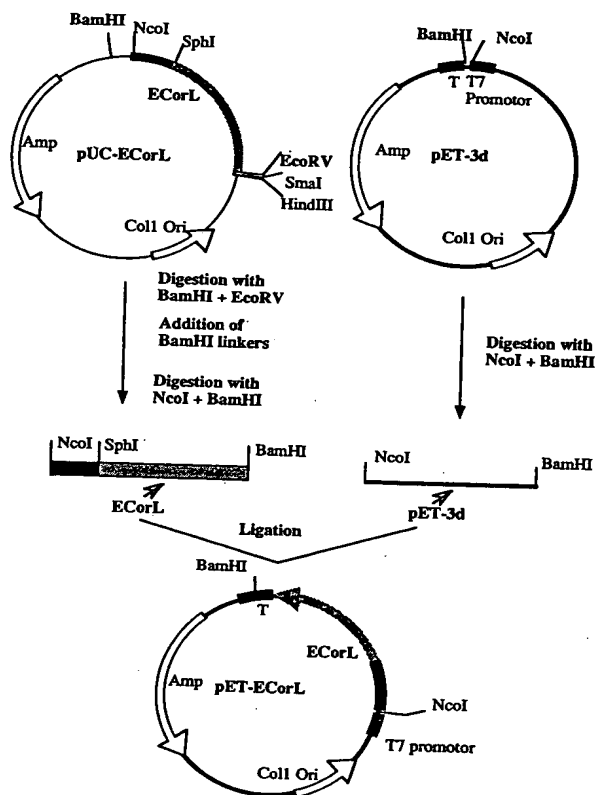 BamHI
NcoI
SphI
ECorL
Amp
pUC-ECorL
EcoRV
SmaI
HindIII
Col1 Ori
BamHI
NcoI
T T7
Promotor
Amp
pET-3d
Col1 Ori
Digestion with
BamHI + EcoRV
Addition of
BamHI linkers
Digestion with
NcoI + BamHI
Digestion with
NcoI + BamHI
NcoI
SphI
BamHI
ECorL
NcoI
BamHI
pET-3d
Ligation
BamHI
T
ECorL
Amp
pET-ECorL
NcoI
T7 promotor
Col1 Ori